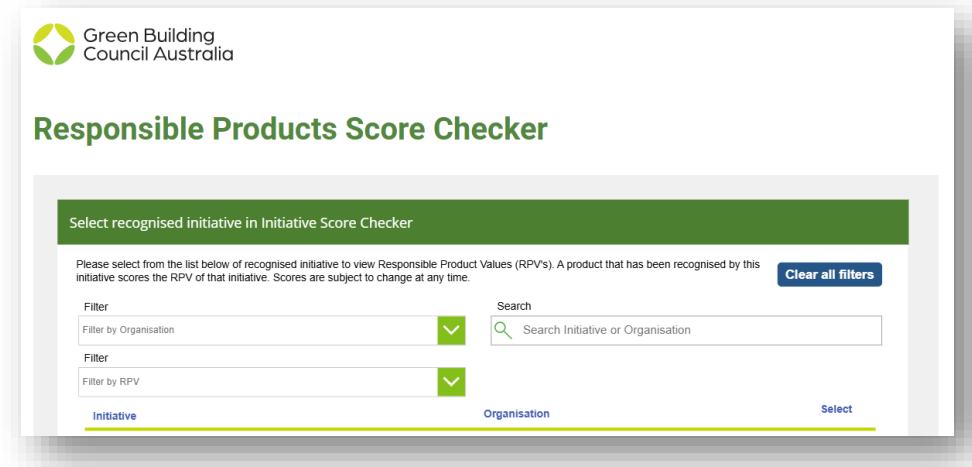 Green Building
Council Australia
Responsible Products Score Checker
Select recognised initiative in Initiative Score Checker
Please select from the list below of recognised initiative to view Responsible Product Values (RPV's). A product that has been recognised by this
initiative scores the RPV of that initiative. Scores are subject to change at any time.
Clear all filters
Filter
Search
Filter by Organisation
Search Initiative or Organisation
Filter
Filter by RPV
Initiative
Organisation
Select